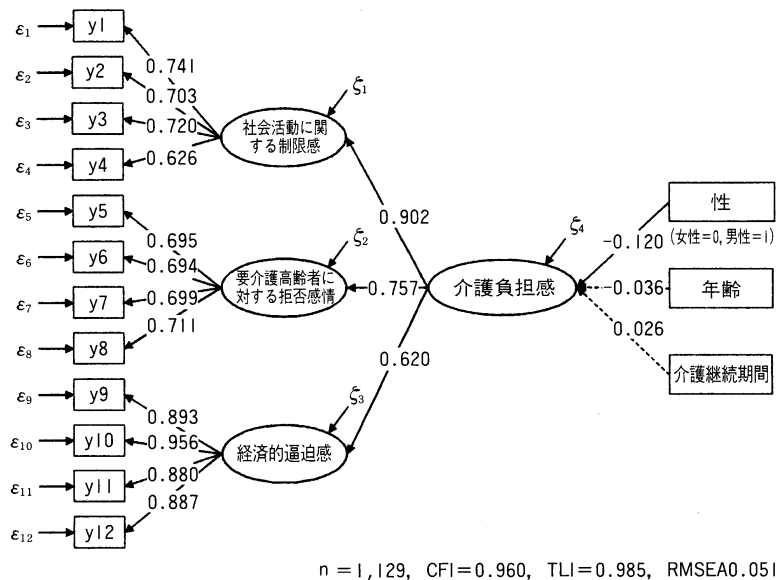 ε1
y1
0.741
ε2
y2
0.703
ζ1
ε3
y3
0.720
社会活動に関
する制限感
ε4
y4
0.626
性
ε5
y5
0.902
ζ4
-0.120
(女性=0,男性=1)
0.695
ζ2
ε6
y6
0.694
要介護高齢者に
対する拒否感情
0.757
介護負担感
-0.036
年齢
ε7
y7
0.699
0.026
ε8
y8
0.711
0.620
介護継続期間
ε9
y9
0.893
ζ3
ε10
y10
0.956
経済的逼迫感
ε11
y11
0.880
ε12
y12
0.887
n=1,129, CFI=0.960, TLI=0.985, RMSEA0.051